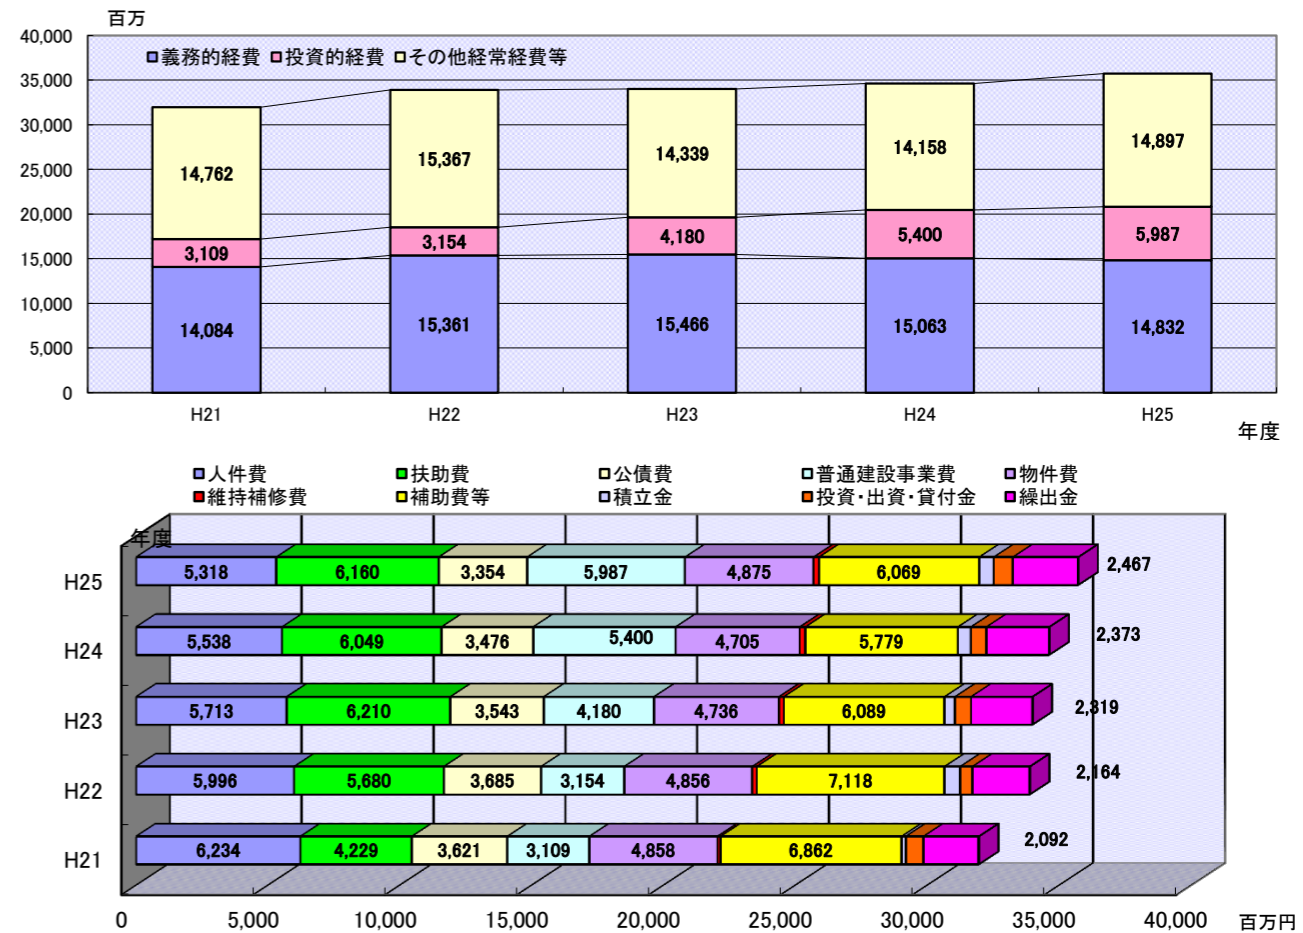 百万
40,000
35,000
30,000
25,000
20,000
15,000
10,000
5,000
0
義務的経費 投資的経費 その他経常経費等
14,762 15,367 14,339 14,158 14,897
3,109 3,154 4,180 5,400 5,987
14,084 15,361 15,466 15,063 14,832
H21 H22 H23 H24 H25
年度
人件費 扶助費 公債費 普通建設事業費 物件費
維持補修費 補助費等 積立金 投資・出資・貸付金 繰出金
年度
H25 5,318 6,160 3,354 5,987 4,875 6,069 2,467
H24 5,538 6,049 3,476 5,400 4,705 5,779 2,373
H23 5,713 6,210 3,543 4,180 4,736 6,089 2,319
H22 5,996 5,680 3,685 3,154 4,856 7,118 2,164
H21 6,234 4,229 3,621 3,109 4,858 6,862 2,092
0 5,000 10,000 15,000 20,000 25,000 30,000 35,000 40,000 百万円